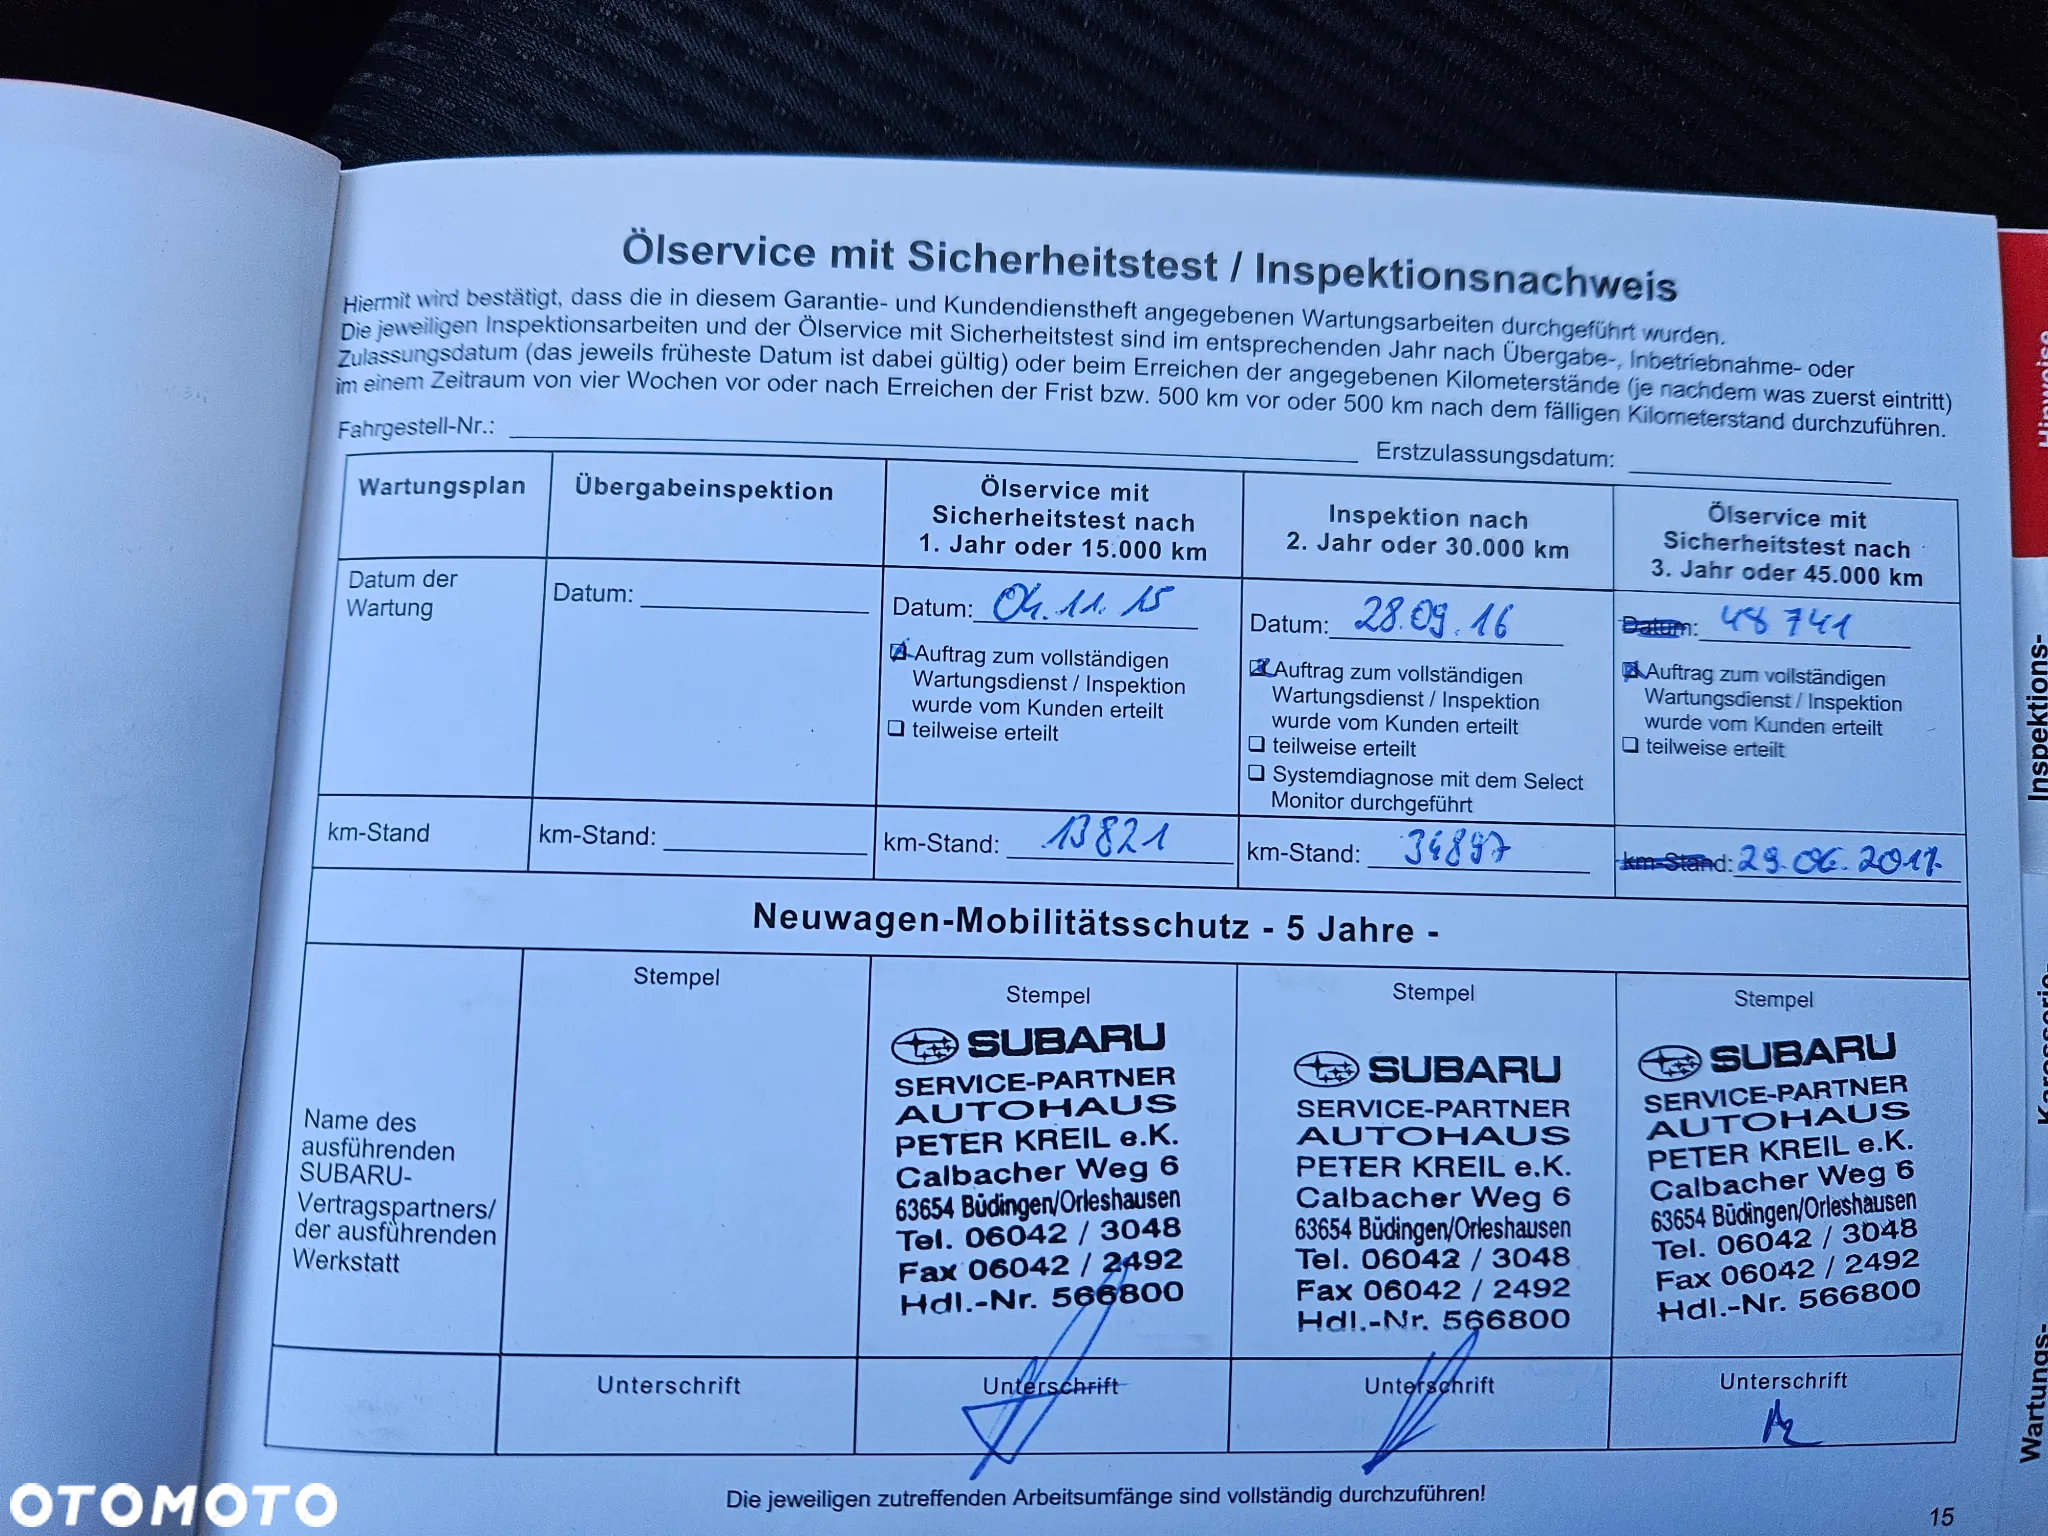 Ölservice mit Sicherheitstest / Inspektionsnachweis
Hiermit wird bestätigt, dass die in diesem Garantie- und Kundendienstheft angegebenen Wartungsarbeiten durchgeführt wurden.
Die jeweiligen Inspektionsarbeiten und der Ölservice mit Sicherheitstest sind im entsprechenden Jahr nach Übergabe-, Inbetriebnahme- oder
Zulassungsdatum (das jeweils früheste Datum ist dabei gültig) oder beim Erreichen der angegebenen Kilometerstände (je nachdem was zuerst eintritt)
im einem Zeitraum von vier Wochen vor oder nach Erreichen der Frist bzw. 500 km vor oder 500 km nach dem fälligen Kilometerstand durchzuführen.
Fahrgestell-Nr.:
Erstzulassungsdatum:
Wartungsplan
Übergabeinspektion
Ölservice mit
Sicherheitstest nach
1. Jahr oder 15.000 km
Inspektion nach
2. Jahr oder 30.000 km
Ölservice mit
Sicherheitstest nach
3. Jahr oder 45.000 km
Datum der
Wartung
Datum:
Datum: 04.11.15
Auftrag zum vollständigen
Wartungsdienst / Inspektion
wurde vom Kunden erteilt
teilweise erteilt
Datum: 28.09.16
Auftrag zum vollständigen
Wartungsdienst / Inspektion
wurde vom Kunden erteilt
teilweise erteilt
Systemdiagnose mit dem Select
Monitor durchgeführt
Datum: 48 741
Auftrag zum vollständigen
Wartungsdienst / Inspektion
wurde vom Kunden erteilt
teilweise erteilt
km-Stand
km-Stand:
km-Stand: 13821
km-Stand: 34897
km-Stand: 29.06.2017
Neuwagen-Mobilitätsschutz - 5 Jahre -
Name des
ausführenden
SUBARU-
Vertragspartners/
der ausführenden
Werkstatt
Stempel
Stempel
SUBARU
SERVICE-PARTNER
AUTOHAUS
PETER KREIL e.K.
Calbacher Weg 6
63654 Büdingen/Orleshausen
Tel. 06042 / 3048
Fax 06042 / 2492
Hdl.-Nr. 566800
Stempel
SUBARU
SERVICE-PARTNER
AUTOHAUS
PETER KREIL e.K.
Calbacher Weg 6
63654 Büdingen/Orleshausen
Tel. 06042 / 3048
Fax 06042 / 2492
Hdl.-Nr. 566800
Stempel
SUBARU
SERVICE-PARTNER
AUTOHAUS
PETER KREIL e.K.
Calbacher Weg 6
63654 Büdingen/Orleshausen
Tel. 06042 / 3048
Fax 06042 / 2492
Hdl.-Nr. 566800
Unterschrift
Unterschrift
Unterschrift
Unterschrift
Die jeweiligen zutreffenden Arbeitsumfänge sind vollständig durchzuführen!
15
Hinweise
Inspektions-
Wartungs-
OTOMOTO